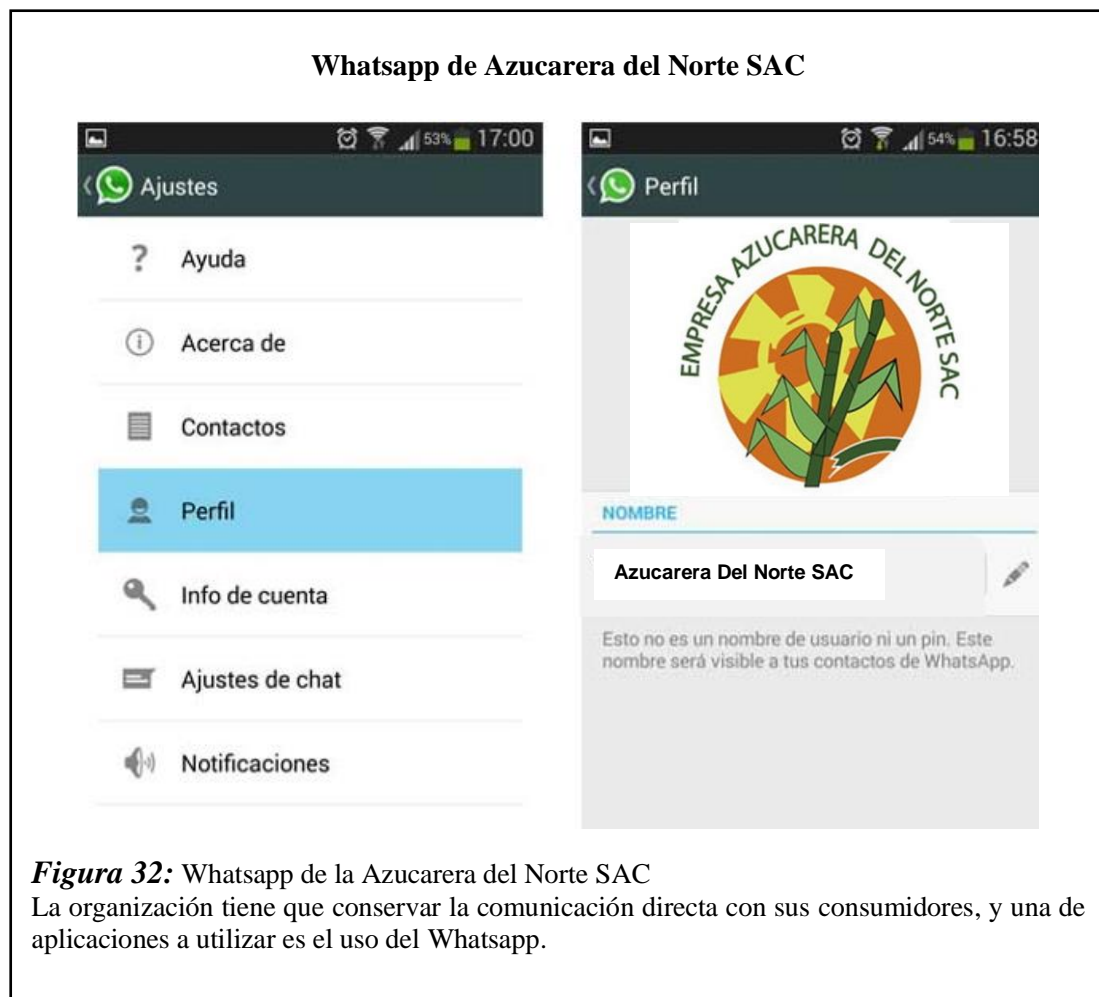 Whatsapp de Azucarera del Norte SAC
53% 17:00
Ajustes
? Ayuda
Acerca de
Contactos
Perfil
Info de cuenta
Ajustes de chat
Notificaciones
54% 16:58
Perfil
EMPRESA AZUCARERA DEL NORTE SAC
NOMBRE
Azucarera Del Norte SAC
Esto no es un nombre de usuario ni un pin. Este
nombre será visible a tus contactos de WhatsApp.
Figura 32: Whatsapp de la Azucarera del Norte SAC
La organización tiene que conservar la comunicación directa con sus consumidores, y una de
aplicaciones a utilizar es el uso del Whatsapp.